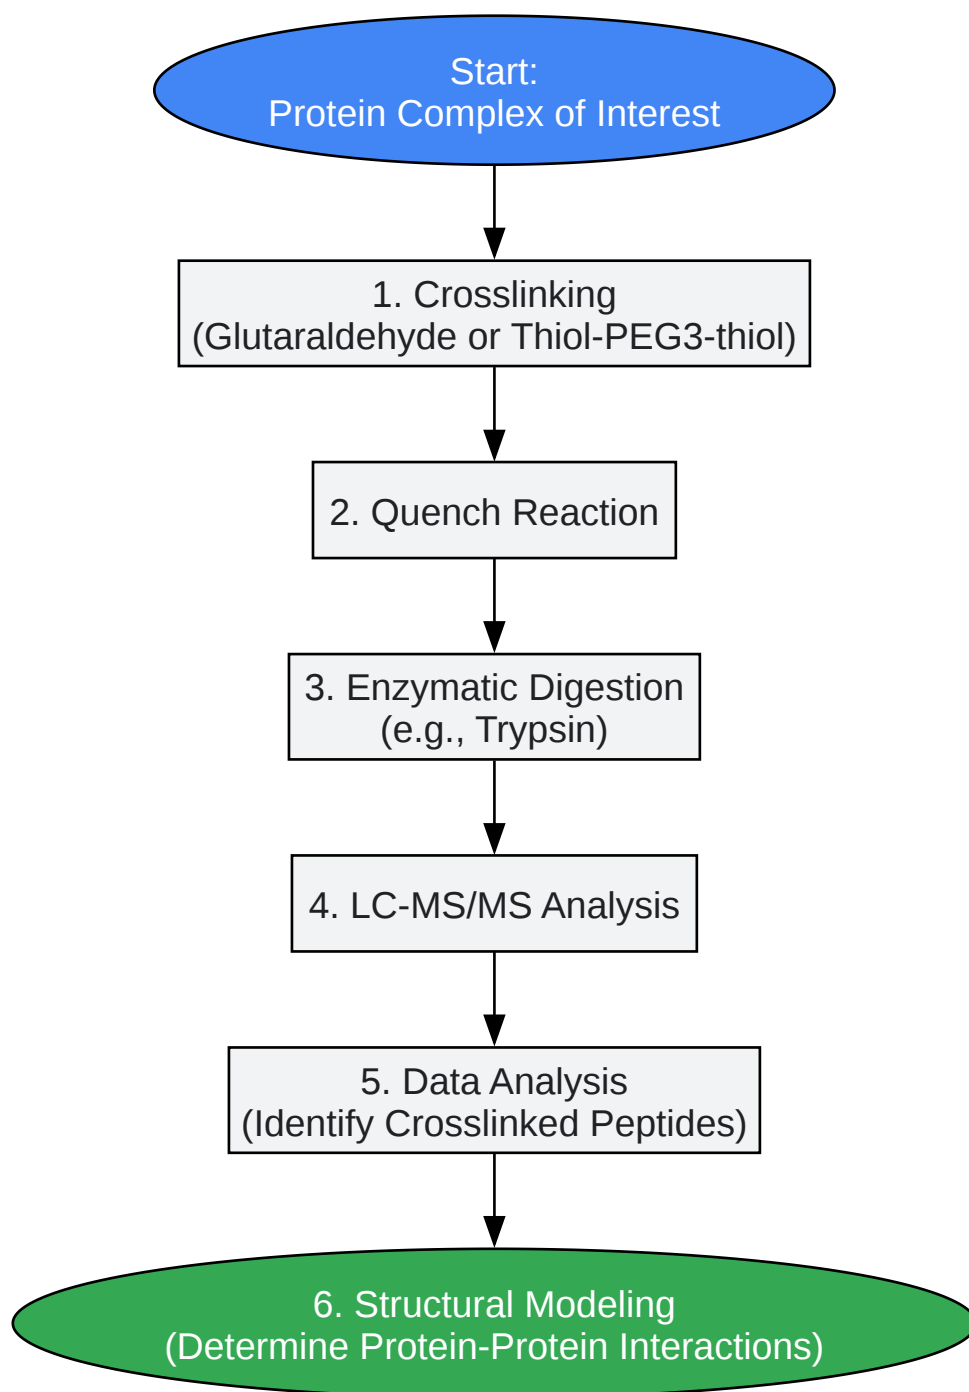 Start:
Protein Complex of Interest
1. Crosslinking
(Glutaraldehyde or Thiol-PEG3-thiol)
2. Quench Reaction
3. Enzymatic Digestion
(e.g., Trypsin)
4. LC-MS/MS Analysis
5. Data Analysis
(Identify Crosslinked Peptides)
6. Structural Modeling
(Determine Protein-Protein Interactions)